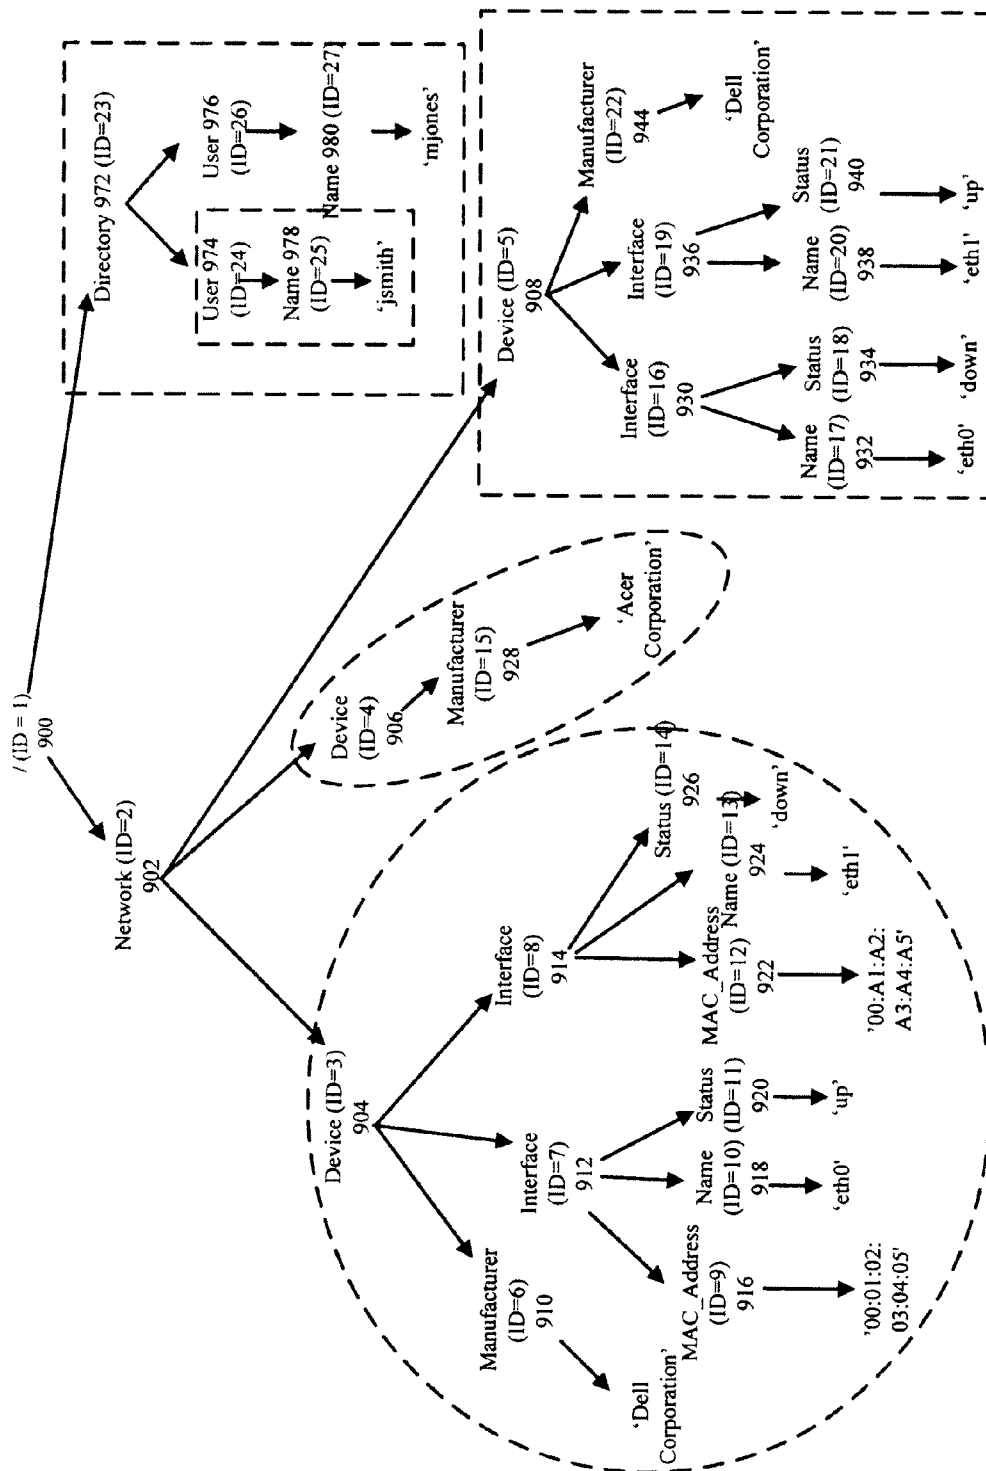 / (ID = 1)
900
Network (ID=2)
902
Directory 972 (ID=23)
User 974
(ID=24)
User 976
(ID=26)
Name 978
(ID=25)
Name 980 (ID=27)
‘jsmith’
‘mjones’
Device (ID=3)
904
Device
(ID=4)
906
Device (ID=5)
908
Manufacturer
(ID=6)
910
Interface
(ID=7)
912
Interface
(ID=8)
914
Manufacturer
(ID=15)
928
Interface
(ID=16)
930
Interface
(ID=19)
936
Manufacturer
(ID=22)
944
‘Dell
Corporation’
MAC_Address
(ID=9)
916
Name
(ID=10)
918
Status
(ID=11)
920
MAC_Address
(ID=12)
922
Name (ID=13)
924
Status (ID=14)
926
‘Acer
Corporation’
Name
(ID=17)
932
Status
(ID=18)
934
Name
(ID=20)
938
Status
(ID=21)
940
‘Dell
Corporation’
'00:01:02:
03:04:05'
‘eth0'
‘up’
'00:A1:A2:
A3:A4:A5'
‘eth1'
‘down’
‘eth0'
‘down’
‘eth1'
‘up’